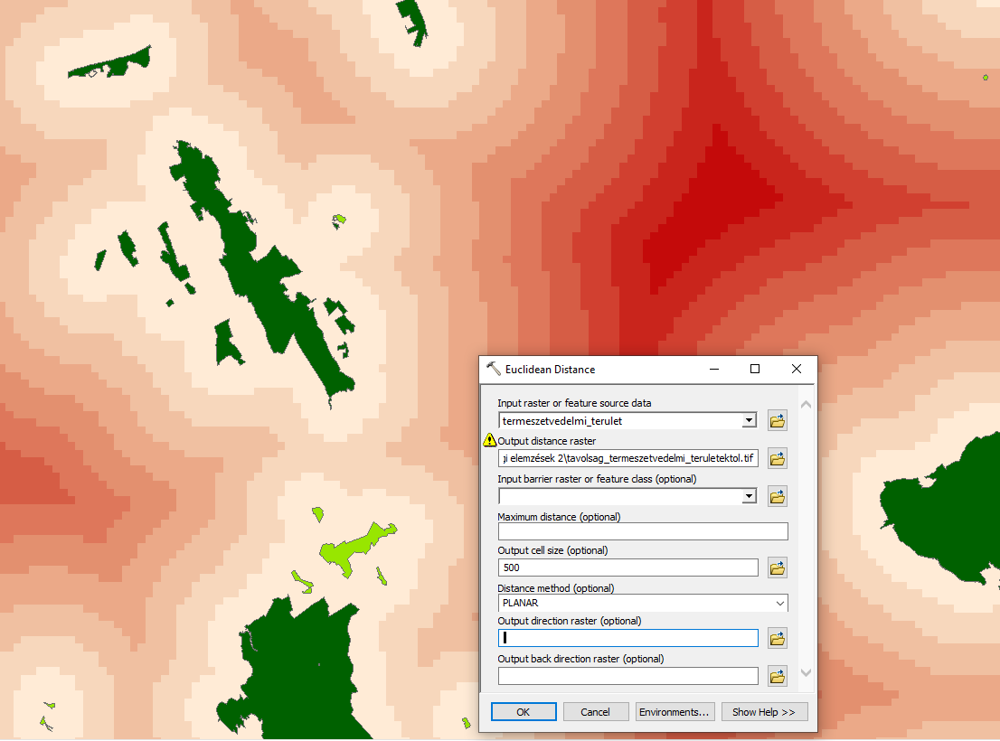 Euclidean Distance
Input raster or feature source data
termeszetvedelmi_terulet
Output distance raster
gi elemzések 2\tavolsag_termeszetvedelmi_teruletektol.tif
Input barrier raster or feature class (optional)
Maximum distance (optional)
Output cell size (optional)
500
Distance method (optional)
PLANAR
Output direction raster (optional)
Output back direction raster (optional)
OK Cancel Environments... Show Help >>